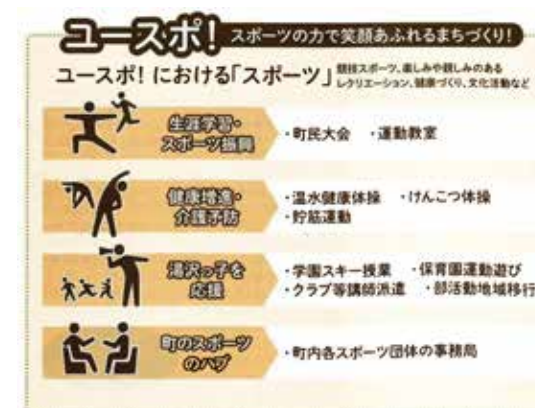 ユースポ! スポーツの力で笑顔あふれるまちづくり!
ユースポ! における「スポーツ」 競技スポーツ、楽しみや親しみのある
レクリエーション、健康づくり、文化活動など
生涯学習・
スポーツ振興
・町民大会 ・運動教室
健康増進・
介護予防
・温水健康体操 ・けんこつ体操
・貯筋運動
湯沢っ子を
応援
・学園スキー授業 ・保育園運動遊び
・クラブ等講師派遣 ・部活動地域移行
町のスポーツ
のハブ
・町内各スポーツ団体の事務局